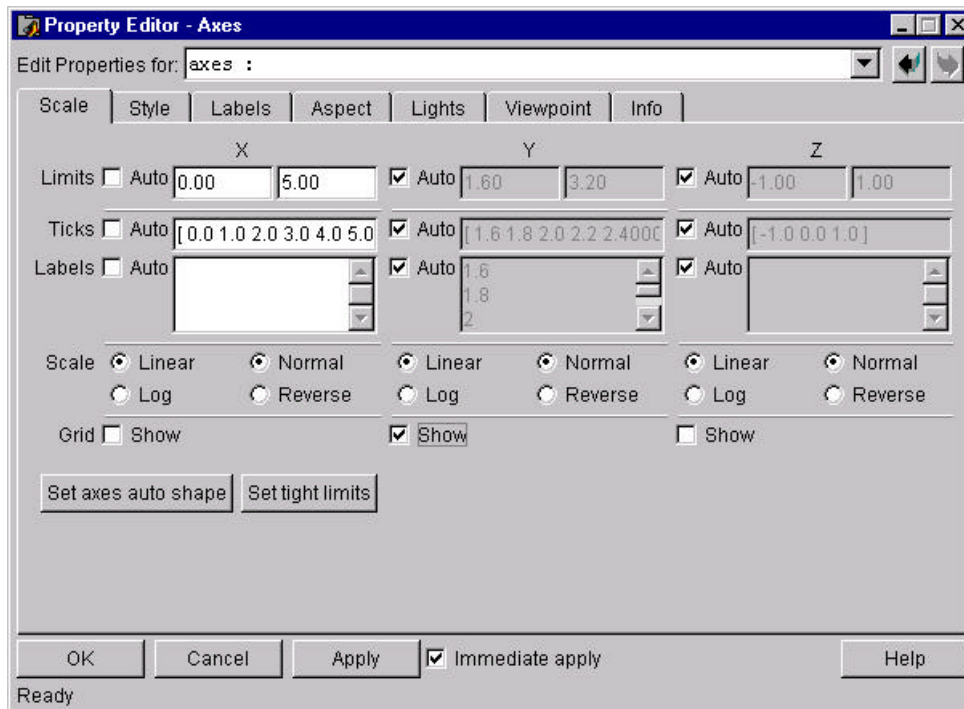 Property Editor - Axes
Edit Properties for: axes :
Scale Style Labels Aspect Lights Viewpoint Info
X Y Z
Limits Auto 0.00 5.00 Auto 1.60 3.20 Auto -1.00 1.00
Ticks Auto [ 0.0 1.0 2.0 3.0 4.0 5.0 Auto [ 1.6 1.8 2.0 2.2 2.400 Auto [ -1.0 0.0 1.0 ]
Labels Auto Auto 1.6 Auto
1.8
2
Scale Linear Normal Linear Normal Linear Normal
Log Reverse Log Reverse Log Reverse
Grid Show Show Show
Set axes auto shape Set tight limits
OK Cancel Apply Immediate apply Help
Ready